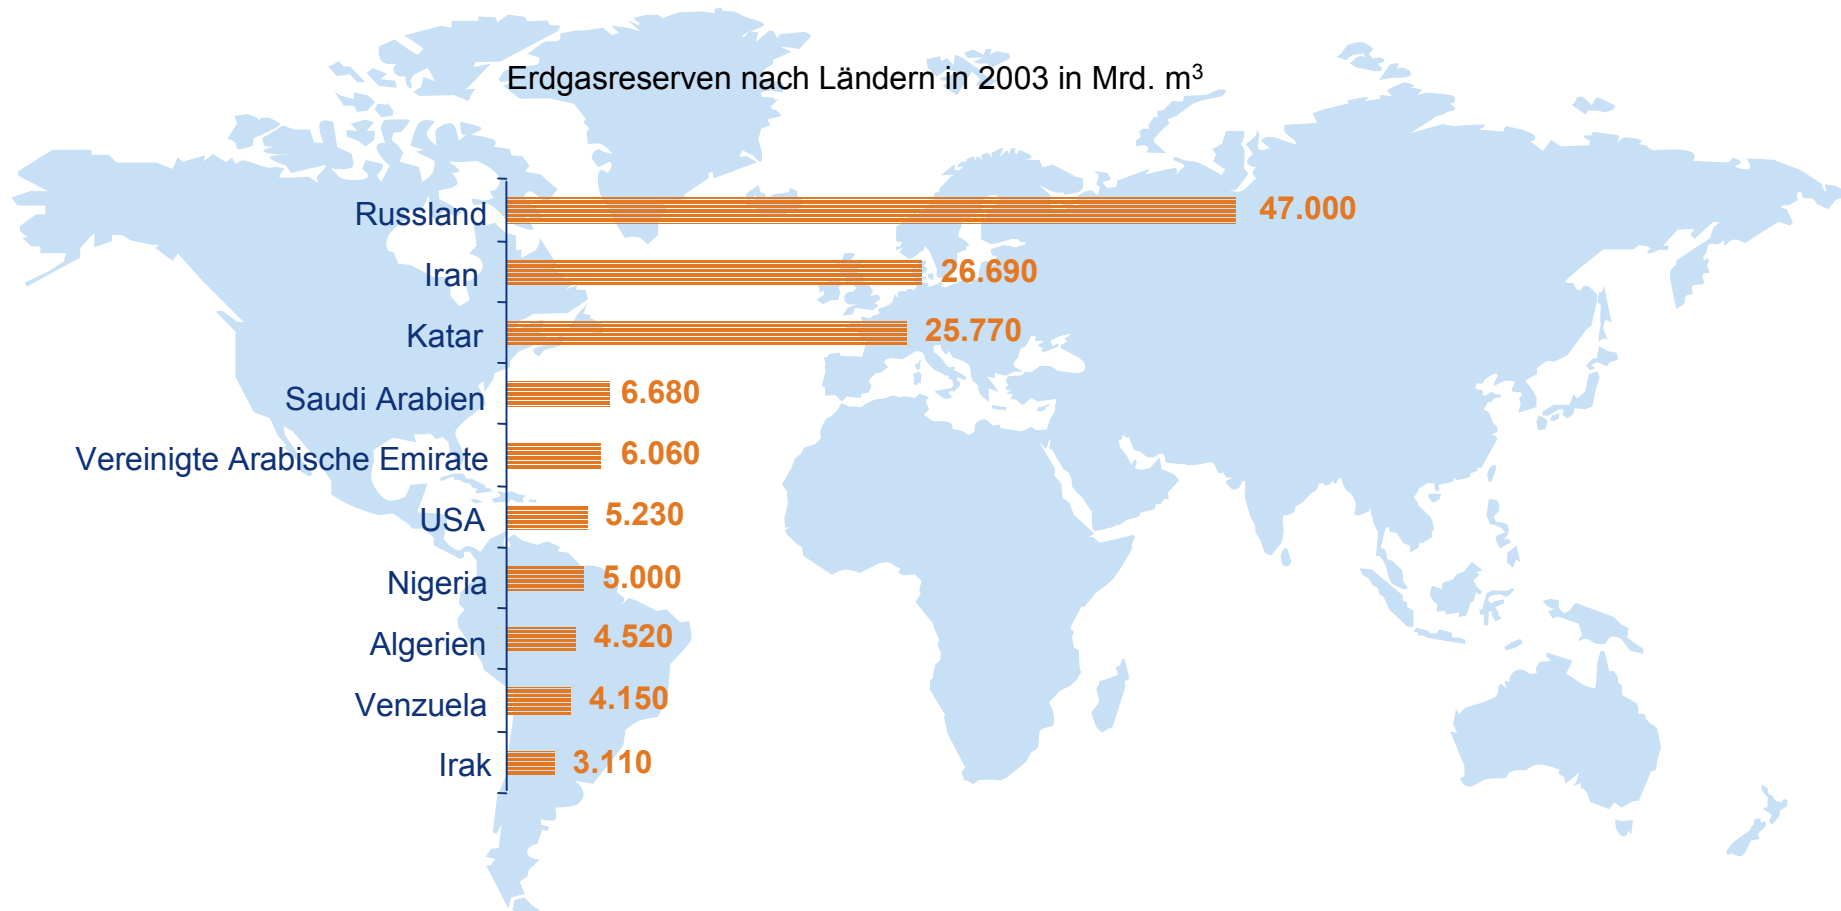 Erdgasreserven nach Ländern in 2003 in Mrd. m³
Russland 47.000
Iran 26.690
Katar 25.770
Saudi Arabien 6.680
Vereinigte Arabische Emirate 6.060
USA 5.230
Nigeria 5.000
Algerien 4.520
Venzuela 4.150
Irak 3.110